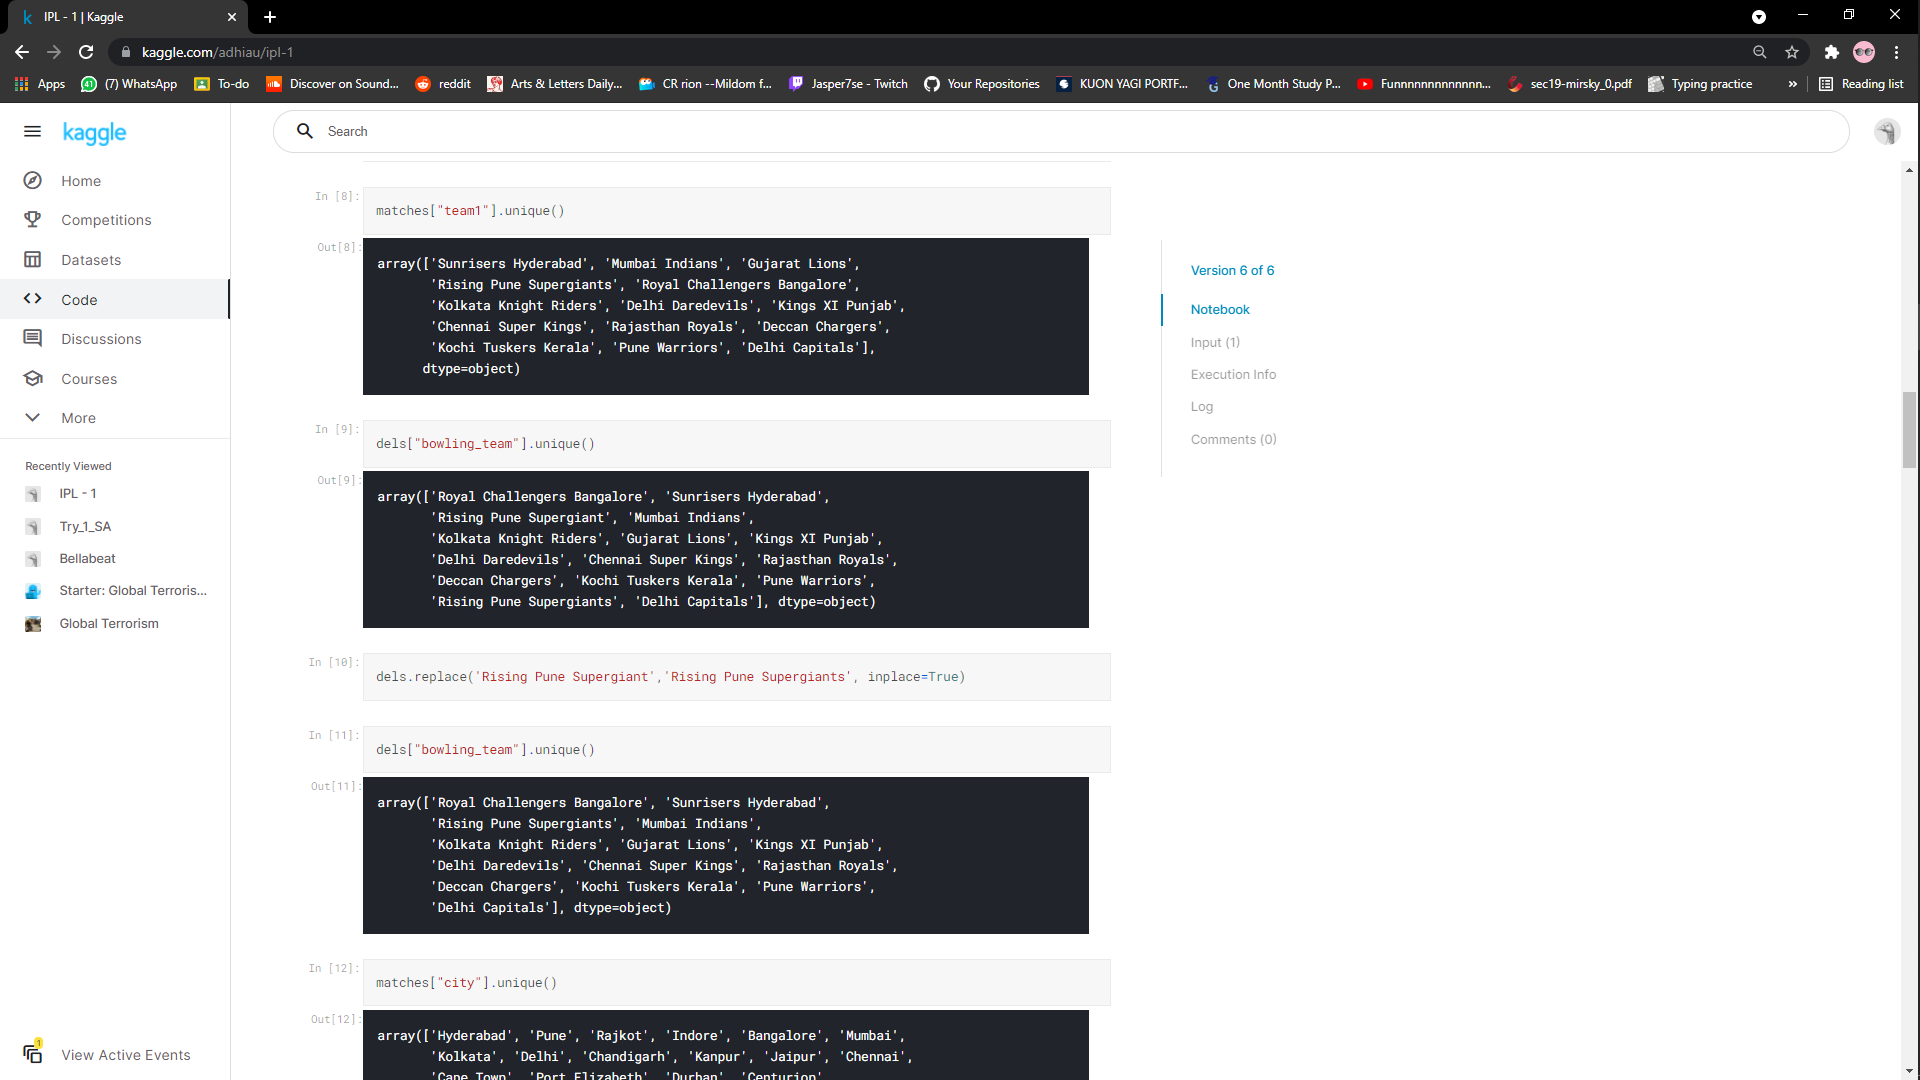 IPL - 1 | Kaggle
kaggle.com/adhiau/ipl-1
Apps
(7) WhatsApp
To-do
Discover on Sound...
reddit
Arts & Letters Daily...
CR rion --Mildom f...
Jasper7se - Twitch
Your Repositories
KUON YAGI PORTF...
One Month Study P...
Funnnnnnnnnnnnn...
sec19-mirsky_0.pdf
Typing practice
»
Reading list
kaggle
Search
Home
Competitions
Datasets
Code
Discussions
Courses
More
Recently Viewed
IPL - 1
Try_1_SA
Bellabeat
Starter: Global Terroris...
Global Terrorism
1
View Active Events
In [8]:
matches["team1"].unique()
Out[8]:
array(['Sunrisers Hyderabad', 'Mumbai Indians', 'Gujarat Lions',
'Rising Pune Supergiants', 'Royal Challengers Bangalore',
'Kolkata Knight Riders', 'Delhi Daredevils', 'Kings XI Punjab',
'Chennai Super Kings', 'Rajasthan Royals', 'Deccan Chargers',
'Kochi Tuskers Kerala', 'Pune Warriors', 'Delhi Capitals'],
dtype=object)
In [9]:
dels["bowling_team"].unique()
Out[9]:
array(['Royal Challengers Bangalore', 'Sunrisers Hyderabad',
'Rising Pune Supergiant', 'Mumbai Indians',
'Kolkata Knight Riders', 'Gujarat Lions', 'Kings XI Punjab',
'Delhi Daredevils', 'Chennai Super Kings', 'Rajasthan Royals',
'Deccan Chargers', 'Kochi Tuskers Kerala', 'Pune Warriors',
'Rising Pune Supergiants', 'Delhi Capitals'], dtype=object)
In [10]:
dels.replace('Rising Pune Supergiant','Rising Pune Supergiants', inplace=True)
In [11]:
dels["bowling_team"].unique()
Out[11]:
array(['Royal Challengers Bangalore', 'Sunrisers Hyderabad',
'Rising Pune Supergiants', 'Mumbai Indians',
'Kolkata Knight Riders', 'Gujarat Lions', 'Kings XI Punjab',
'Delhi Daredevils', 'Chennai Super Kings', 'Rajasthan Royals',
'Deccan Chargers', 'Kochi Tuskers Kerala', 'Pune Warriors',
'Delhi Capitals'], dtype=object)
In [12]:
matches["city"].unique()
Out[12]:
array(['Hyderabad', 'Pune', 'Rajkot', 'Indore', 'Bangalore', 'Mumbai',
'Kolkata', 'Delhi', 'Chandigarh', 'Kanpur', 'Jaipur', 'Chennai',
'Cape Town', 'Port Elizabeth', 'Durban', 'Centurion',
Version 6 of 6
Notebook
Input (1)
Execution Info
Log
Comments (0)